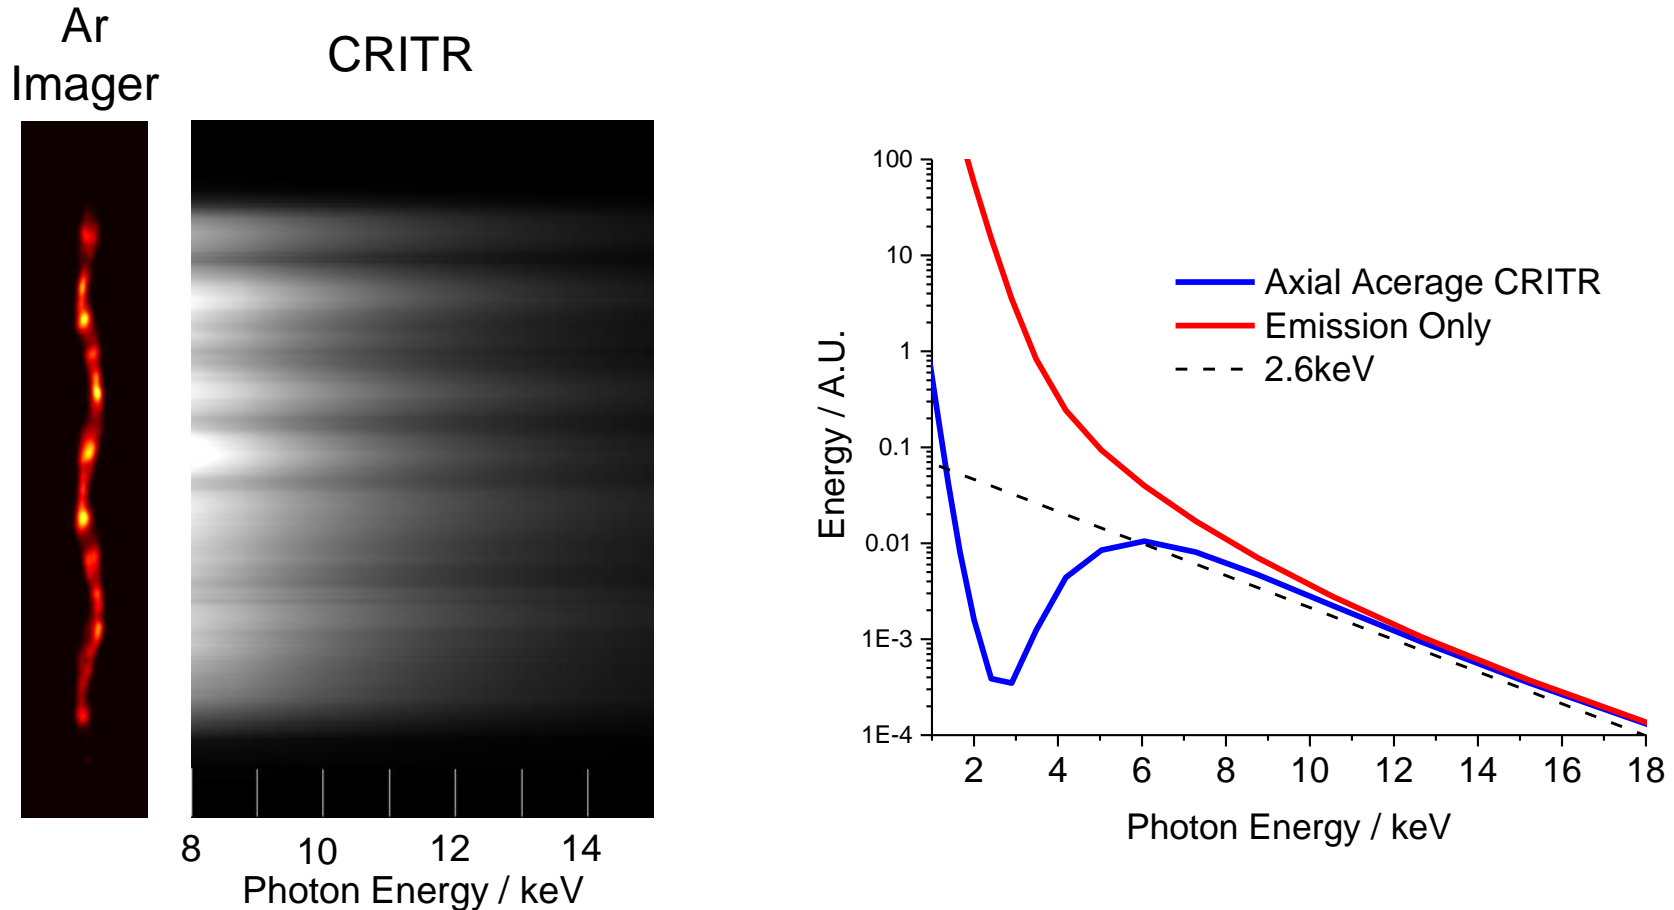 Ar
Imager
CRITR
8
10
12
14
Photon Energy / keV
100
10
1
0.1
0.01
1E-3
1E-4
Energy / A.U.
Axial Acerage CRITR
Emission Only
2.6keV
2
4
6
8
10
12
14
16
18
Photon Energy / keV